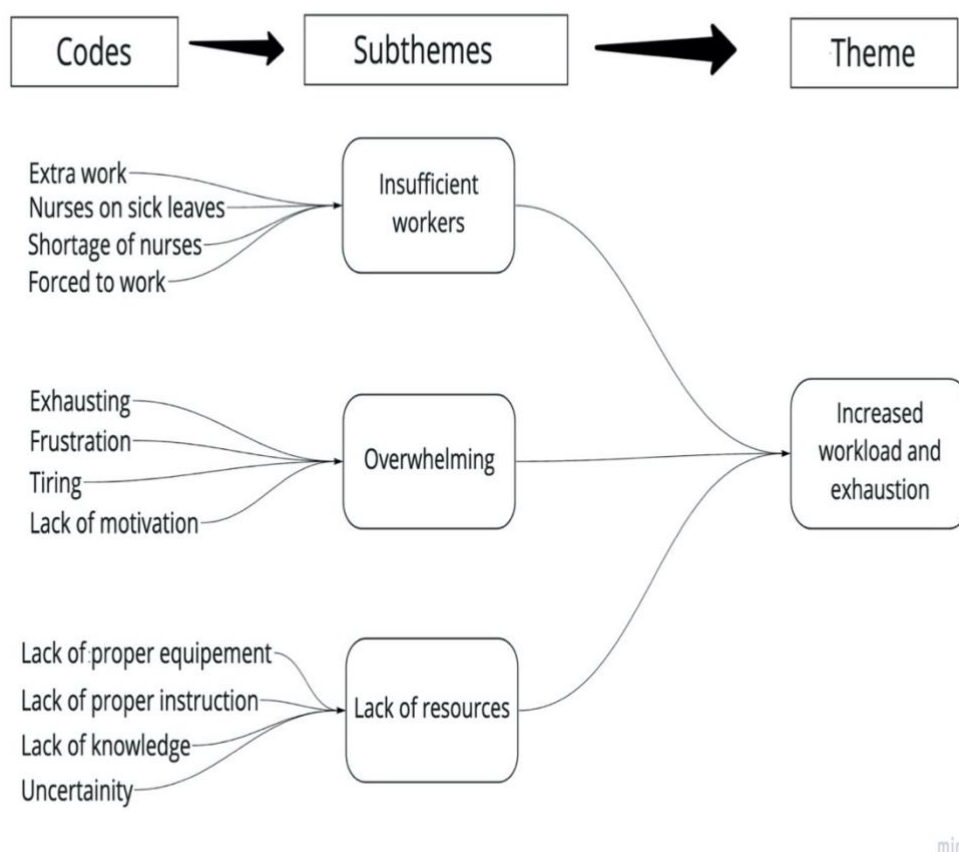 Codes
Subthemes
Theme
Extra work
Nurses on sick leaves
Shortage of nurses
Forced to work
Insufficient
workers
Exhausting
Frustration
Tiring
Lack of motivation
Overwhelming
Increased
workload and
exhaustion
Lack of proper equipement
Lack of proper instruction
Lack of knowledge
Uncertainity
Lack of resources